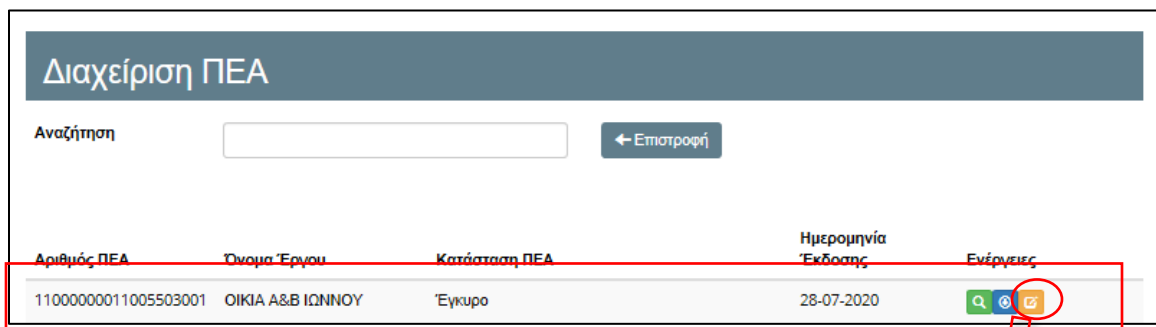 Διαχείριση ΠΕΑ
Αναζήτηση
Επιστροφή
Αριθμός ΠΕΑ Όνομα Έργου Κατάσταση ΠΕΑ Ημερομηνία Έκδοσης Ενέργειες
11000000011005503001 ΟΙΚΙΑ Α&Β ΙΩΝΝΟΥ Έγκυρο 28-07-2020